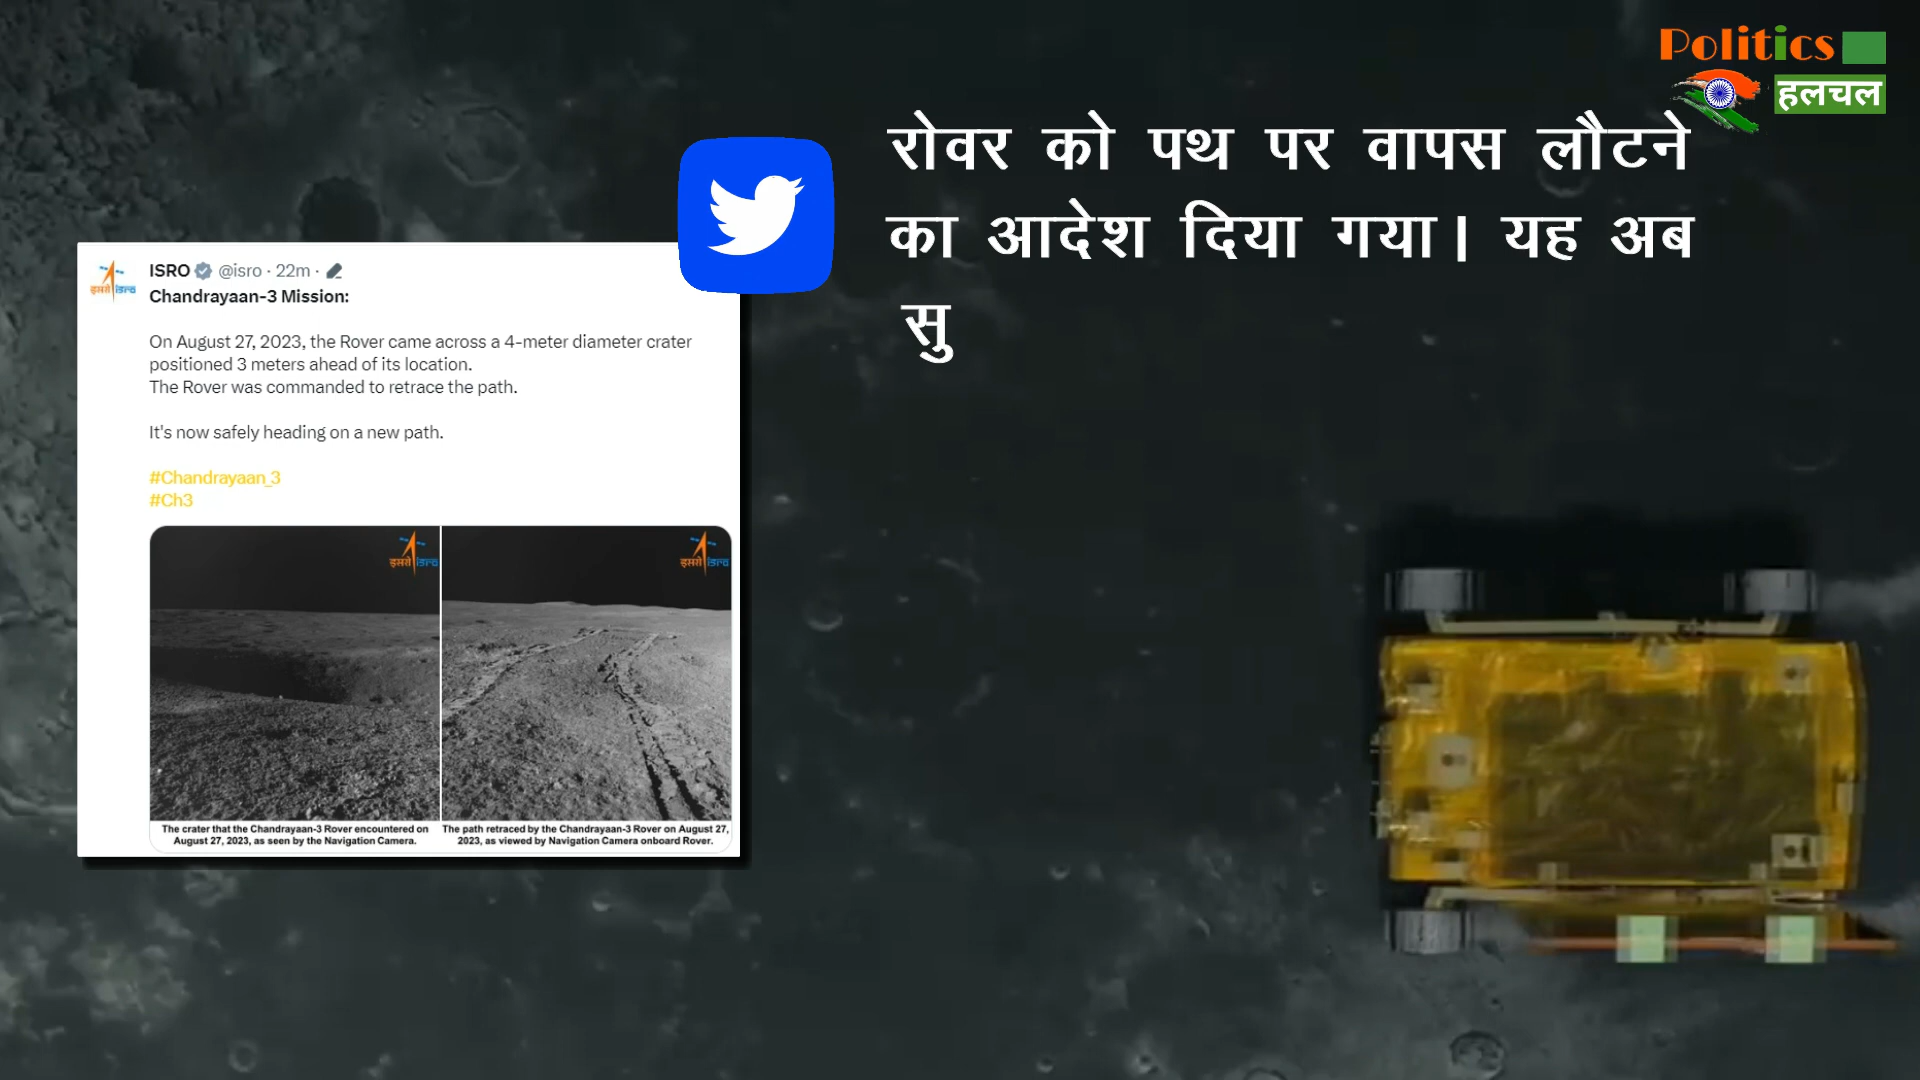 Politics
हलचल
रोवर को पथ पर वापस लौटने
का आदेश दिया गया। यह अब
सु
ISRO @isro · 22m ·
Chandrayaan-3 Mission:
On August 27, 2023, the Rover came across a 4-meter diameter crater
positioned 3 meters ahead of its location.
The Rover was commanded to retrace the path.
It's now safely heading on a new path.
#Chandrayaan_3
#Ch3
इसरो isro
इसरो isro
इसरो isro
The crater that the Chandrayaan-3 Rover encountered on
August 27, 2023, as seen by the Navigation Camera.
The path retraced by the Chandrayaan-3 Rover on August 27,
2023, as viewed by Navigation Camera onboard Rover.